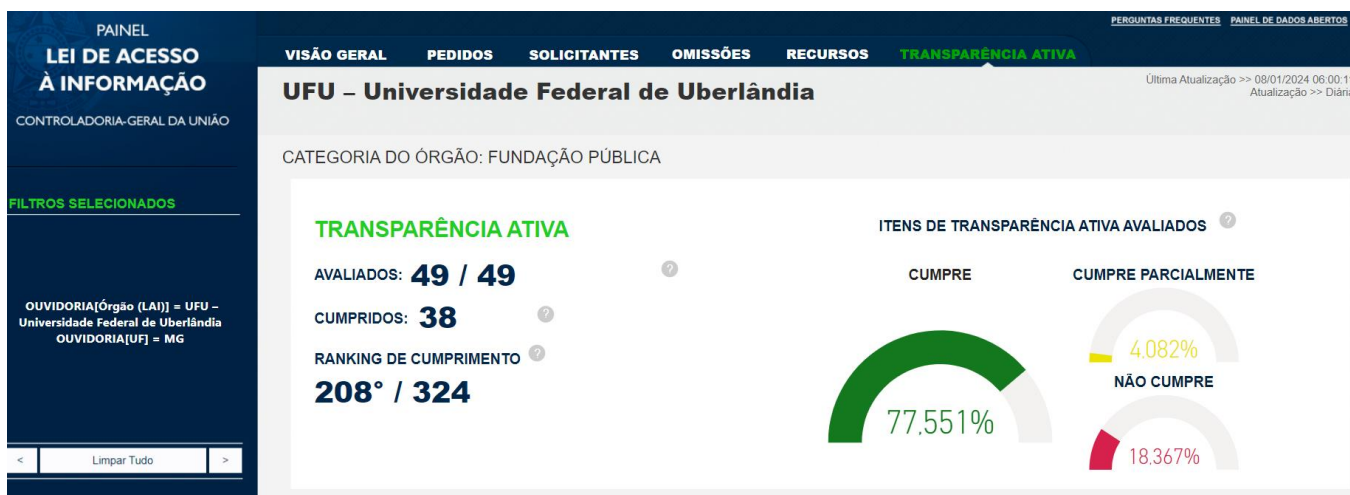 PERGUNTAS FREQUENTES PAINEL DE DADOS ABERTOS
PAINEL
LEI DE ACESSO
À INFORMAÇÃO
CONTROLADORIA-GERAL DA UNIÃO
VISÃO GERAL PEDIDOS SOLICITANTES OMISSÕES RECURSOS TRANSPARÊNCIA ATIVA
UFU – Universidade Federal de Uberlândia
Última Atualização >> 08/01/2024
Atualização >>
CATEGORIA DO ÓRGÃO: FUNDAÇÃO PÚBLICA
FILTROS SELECIONADOS
OUVIDORIA[Órgão (LAI)] = UFU –
Universidade Federal de Uberlândia
OUVIDORIA[UF] = MG
< Limpar Tudo >
TRANSPARÊNCIA ATIVA
AVALIADOS: 49 / 49 ?
CUMPRIDOS: 38 ?
RANKING DE CUMPRIMENTO ?
208° / 324
ITENS DE TRANSPARÊNCIA ATIVA AVALIADOS ?
CUMPRE
77,551%
CUMPRE PARCIALMENTE
4,082%
NÃO CUMPRE
18,367%